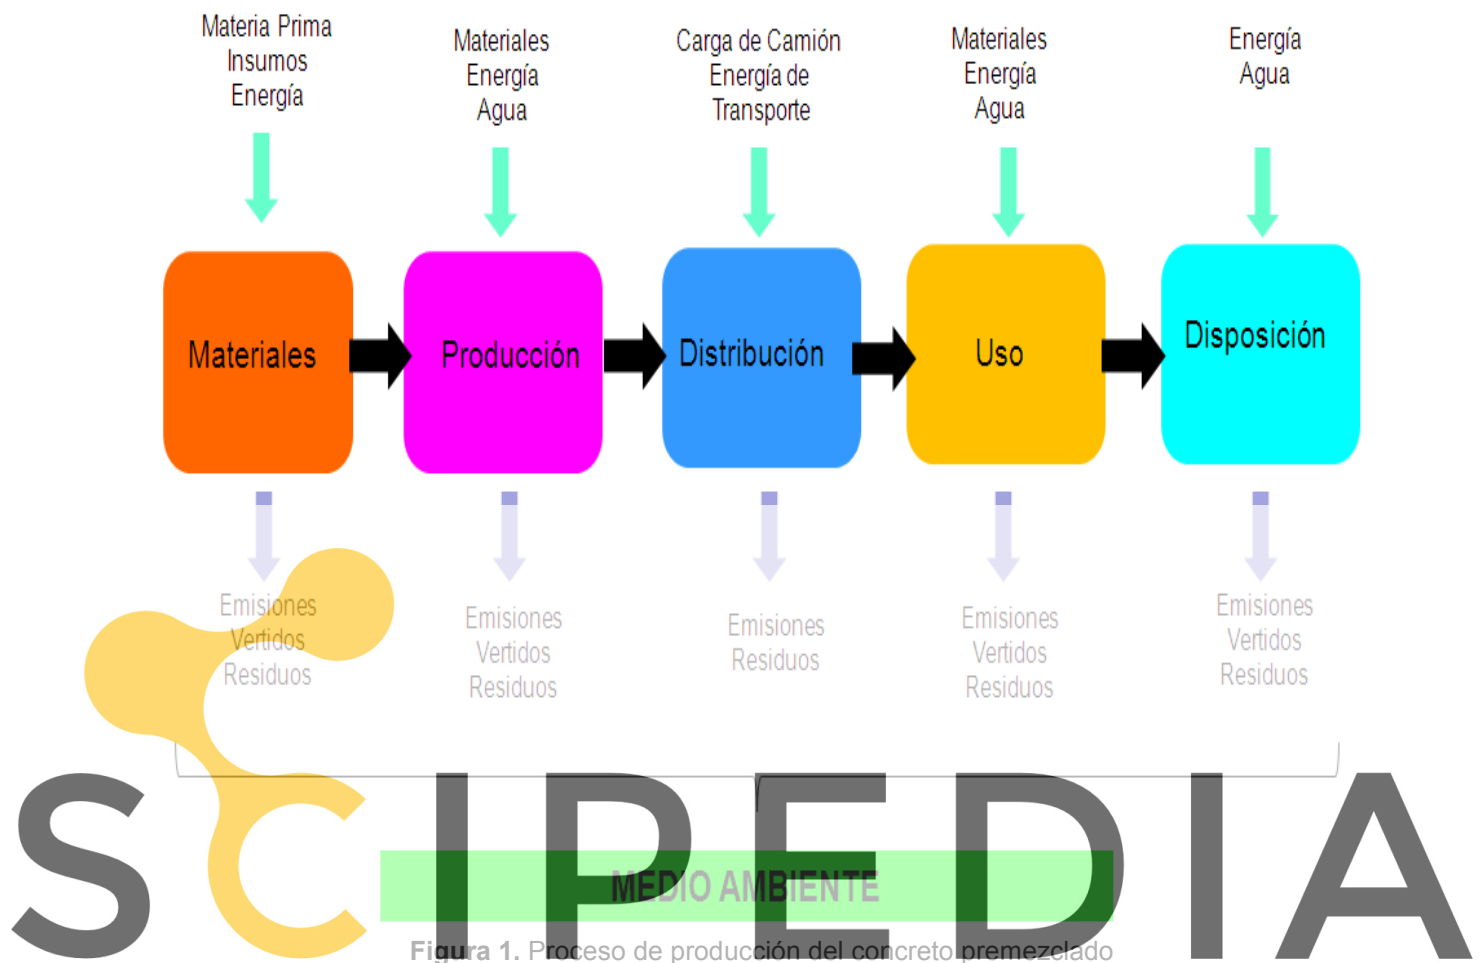 Materia Prima
Insumos
Energía
Materiales
Energía
Agua
Carga de Camión
Energía de
Transporte
Materiales
Energía
Agua
Energía
Agua
Materiales
Producción
Distribución
Uso
Disposición
Emisiones
Vertidos
Residuos
Emisiones
Vertidos
Residuos
Emisiones
Residuos
Emisiones
Vertidos
Residuos
Emisiones
Vertidos
Residuos
SCIPEDIA
MEDIO AMBIENTE
Figura 1. Proceso de producción del concreto premezclado